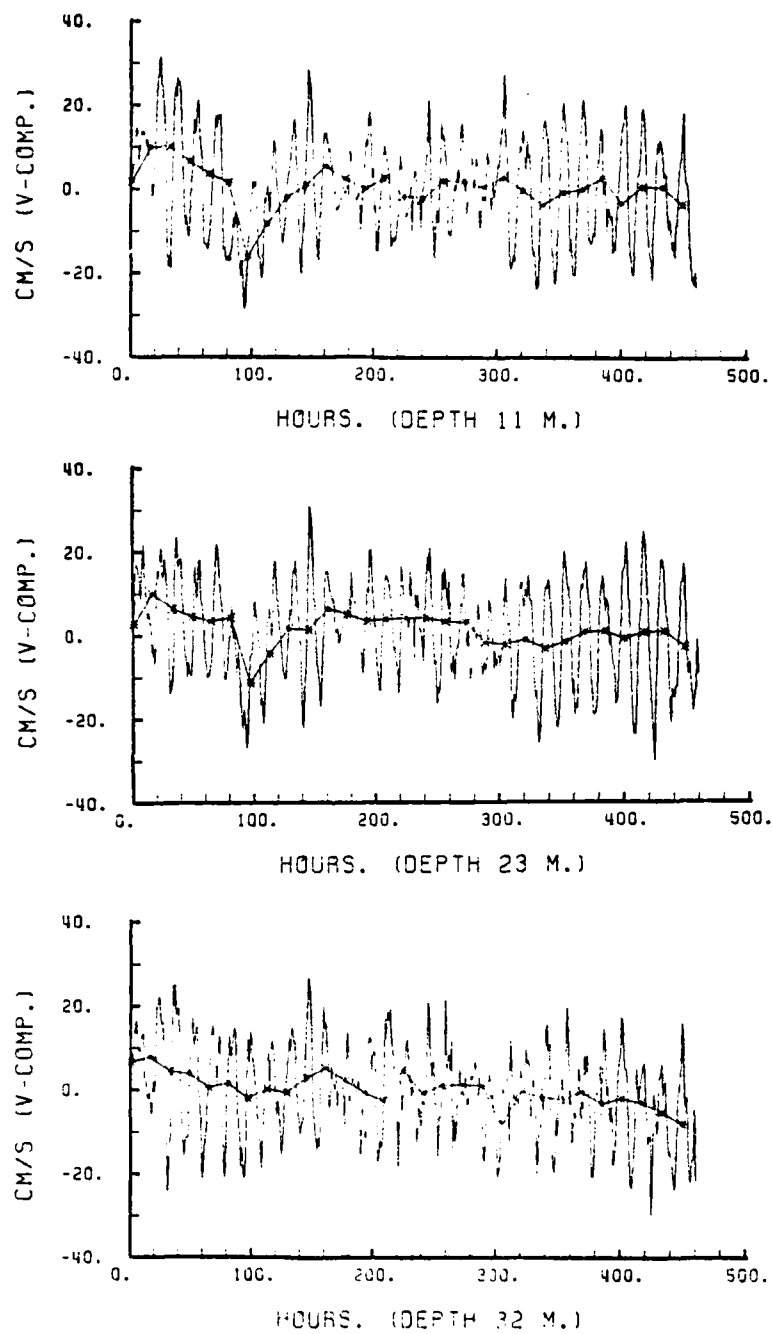 40.
20.
0.
-20.
-40.
CM/S (V-COMP.)
0. 100. 200. 300. 400. 500.
HOURS. (DEPTH 11 M.)
40.
20.
0.
-20.
-40.
CM/S (V-COMP.)
0. 100. 200. 300. 400. 500.
HOURS. (DEPTH 23 M.)
40.
20.
0.
-20.
-40.
CM/S (V-COMP.)
0. 100. 200. 300. 400. 500.
HOURS. (DEPTH 32 M.)